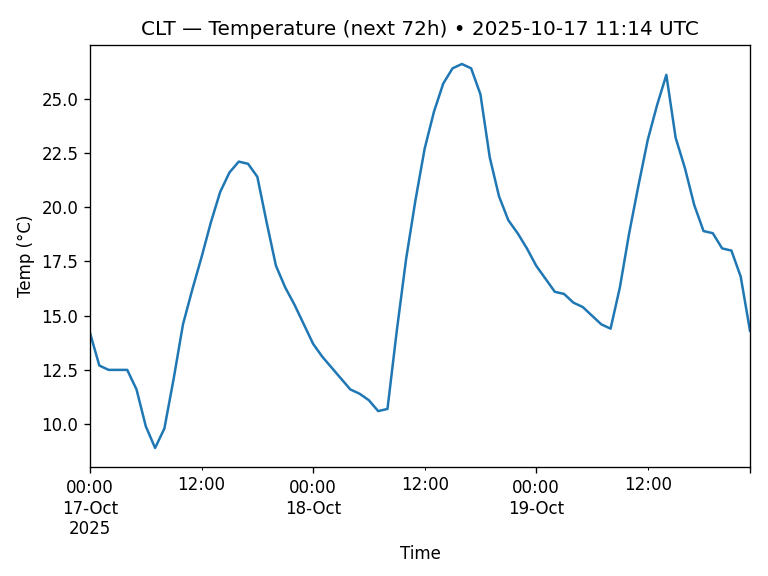 CLT — Temperature (next 72h) • 2025-10-17 11:14 UTC
Temp (°C)
25.0
22.5
20.0
17.5
15.0
12.5
10.0
00:00 12:00 00:00 12:00 00:00 12:00
17-Oct 18-Oct 19-Oct
2025
Time